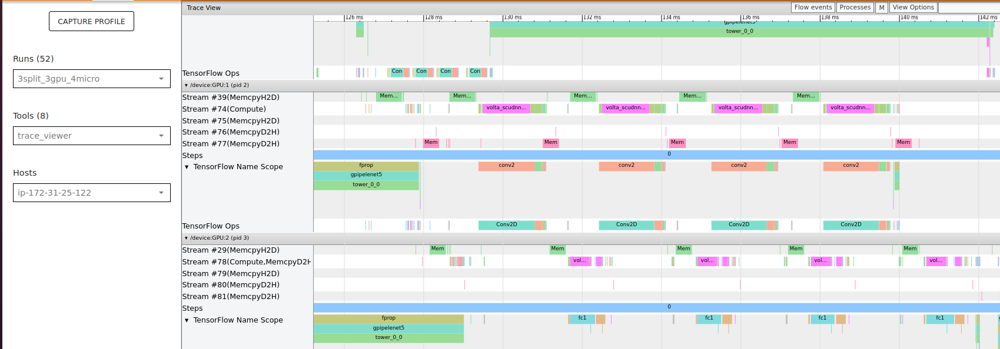 Trace View Flow events Processes M View Options
CAPTURE PROFILE
126 ms 128 ms 130 ms 132 ms 134 ms 136 ms 138 ms 140 ms 142 ms
gpipelenet5
tower_0_0
Runs (52)
3split_3gpu_4micro
TensorFlow Ops Con Con Con Con
▾ /device:GPU:1 (pid 2)
Stream #39(MemcpyH2D) Mem... Mem... Mem... Mem... Mem...
Stream #74(Compute) volta_scudnn... volta_scudnn... volta_scudnn... volta_scudnn...
Tools (8)
Stream #75(MemcpyH2D)
trace_viewer
Stream #76(MemcpyD2H)
Stream #77(MemcpyD2H) Mem Mem Mem Mem Mem
Steps 0
▾ TensorFlow Name Scope fprop conv2 conv2 conv2 conv2
Hosts
gpipelenet5
tower_0_0
ip-172-31-25-122
TensorFlow Ops Conv2D Conv2D Conv2D Conv2D
▾ /device:GPU:2 (pid 3)
Stream #29(MemcpyH2D) Mem Mem Mem Mem Mem
Stream #78(Compute,MemcpyD2H vol... vol... vol... vol...
Stream #79(MemcpyH2D)
Stream #80(MemcpyD2H)
Stream #81(MemcpyD2H)
Steps 0
▾ TensorFlow Name Scope fprop fc1 fc1 fc1 fc1
gpipelenet5
tower_0_0